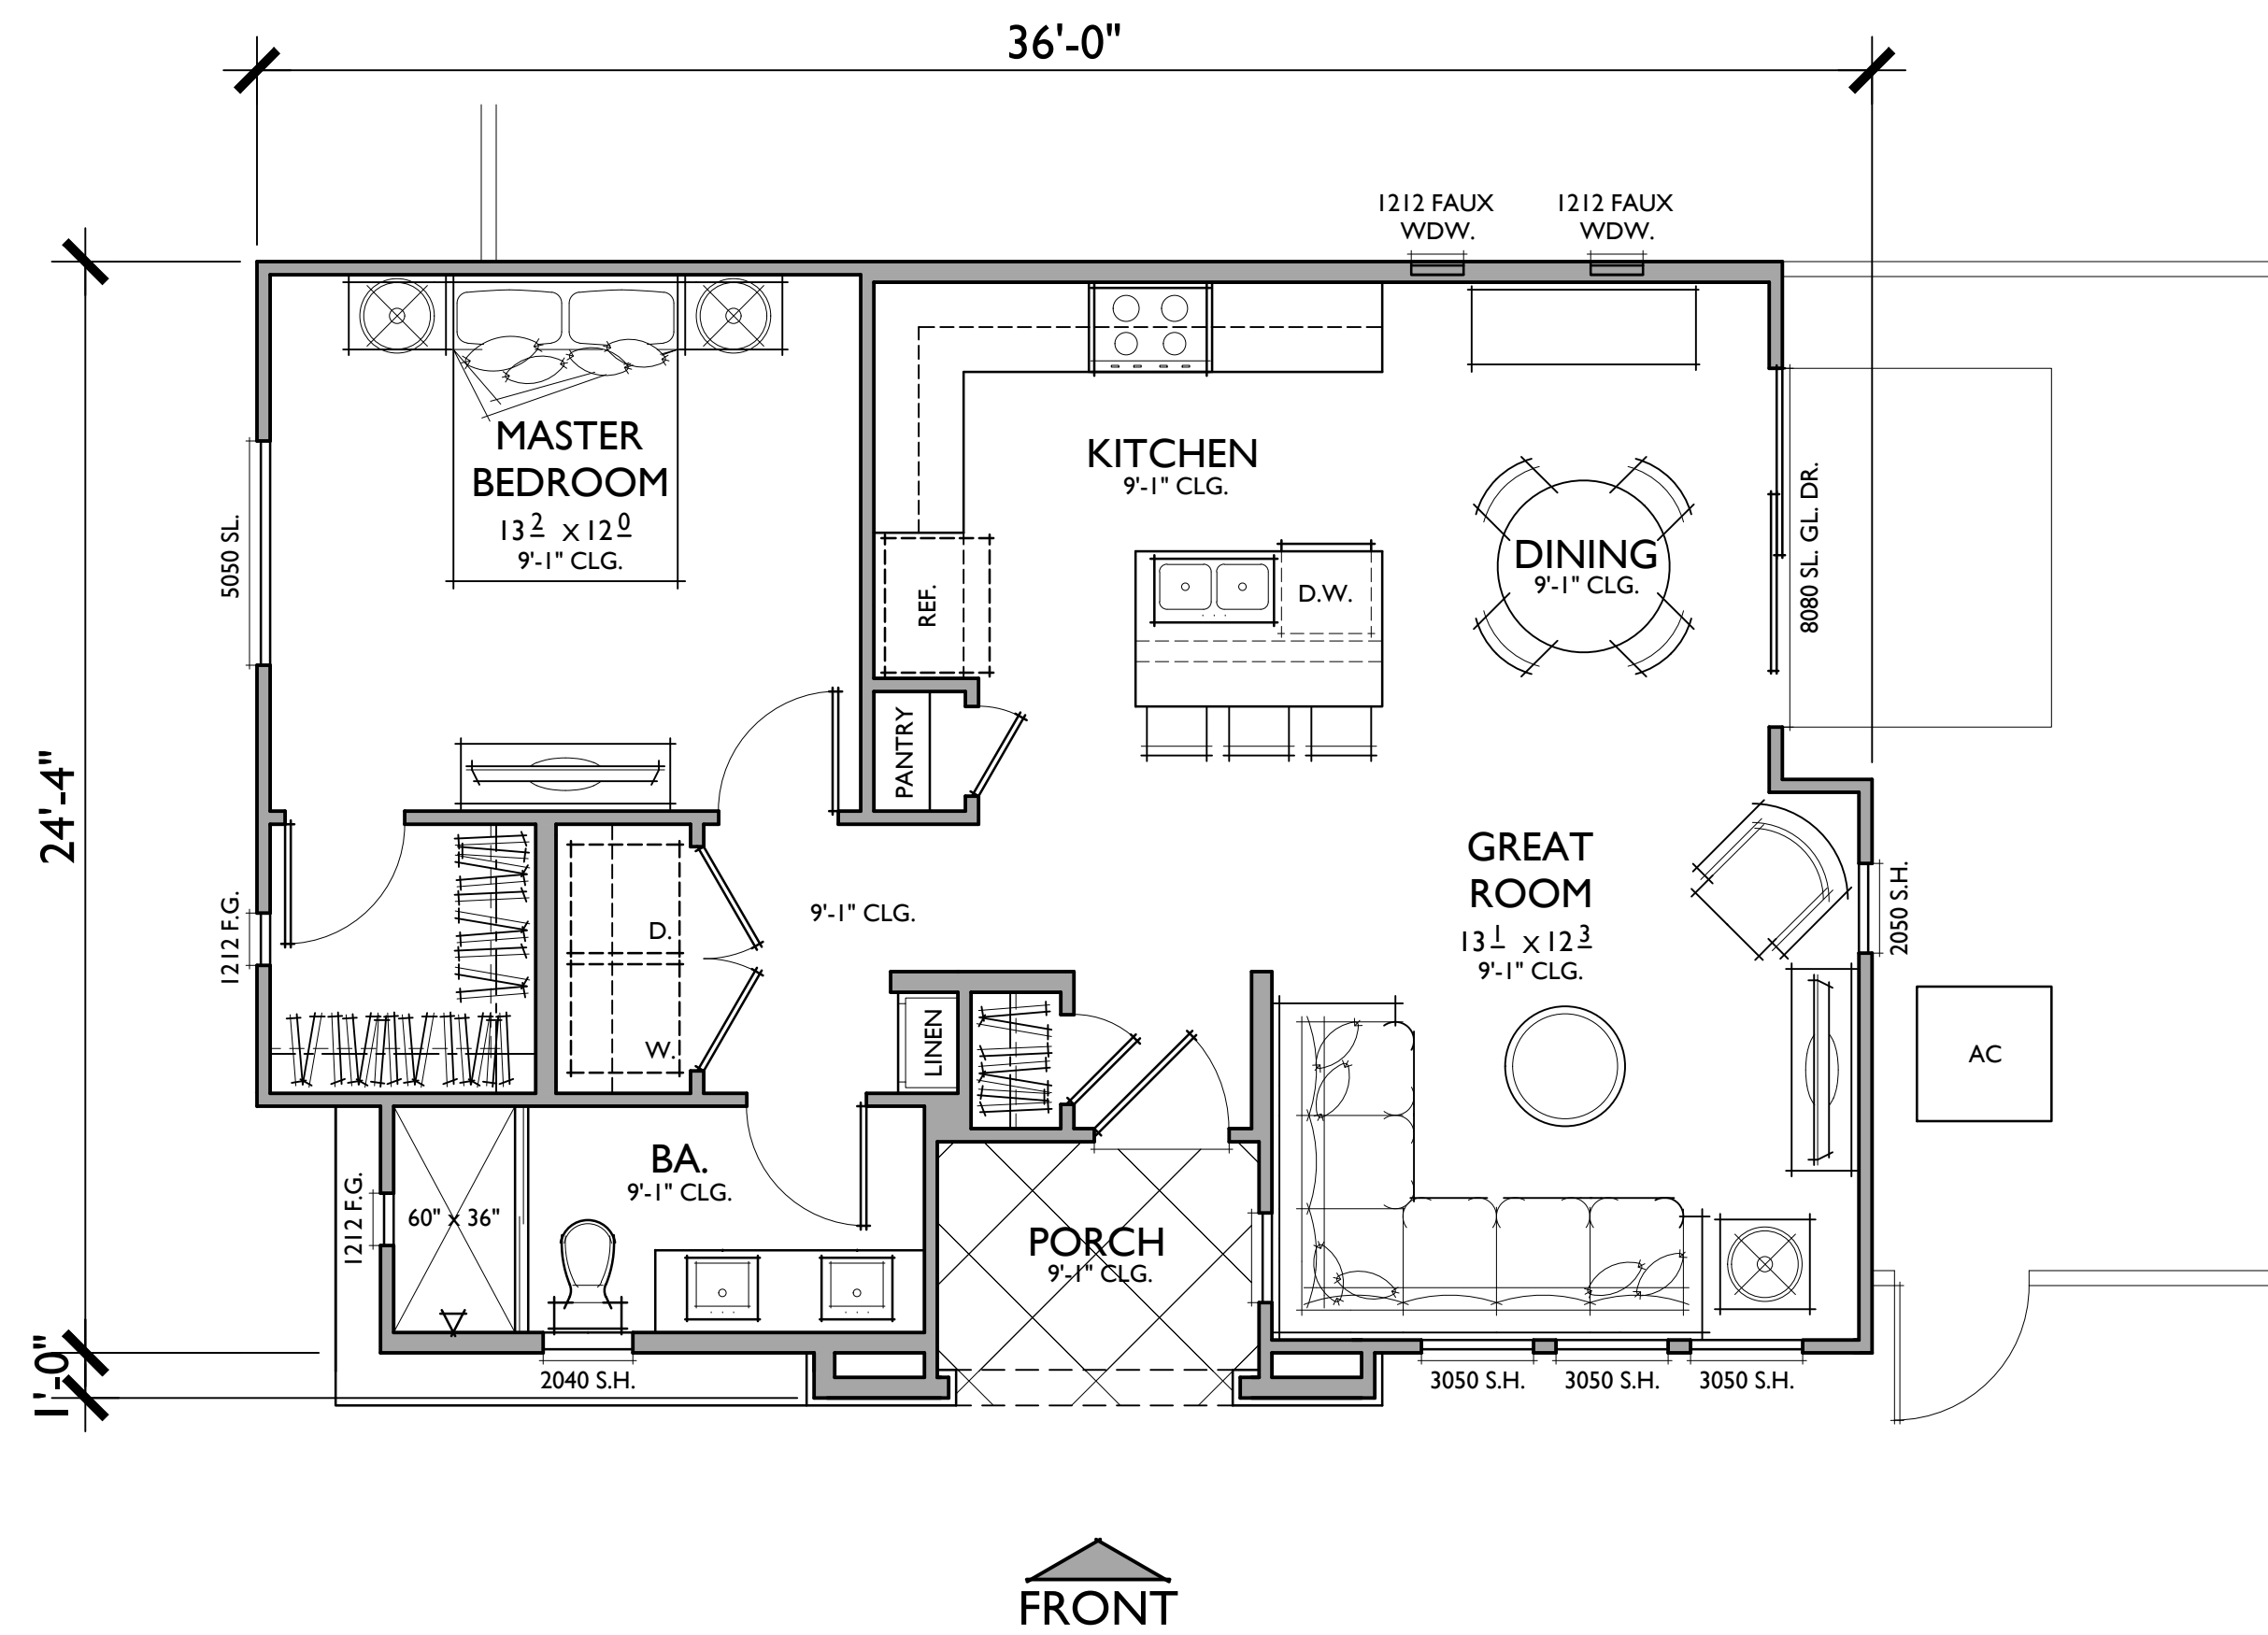 36'-0"
1212 FAUX
WDW.
1212 FAUX
WDW.
MASTER
BEDROOM
13 2 X 12 0
9'-1" CLG.
KITCHEN
9'-1" CLG.
DINING
9'-1" CLG.
5050 SL.
REF.
D.W.
8080 SL. GL. DR.
24'-4"
PANTRY
GREAT
ROOM
13 1 X 12 3
9'-1" CLG.
2050 S.H.
1212 F.G.
D.
9'-1" CLG.
W.
LINEN
AC
BA.
9'-1" CLG.
1212 F.G.
60" x 36"
PORCH
9'-1" CLG.
1'-0"
2040 S.H.
3050 S.H.
3050 S.H.
3050 S.H.
FRONT